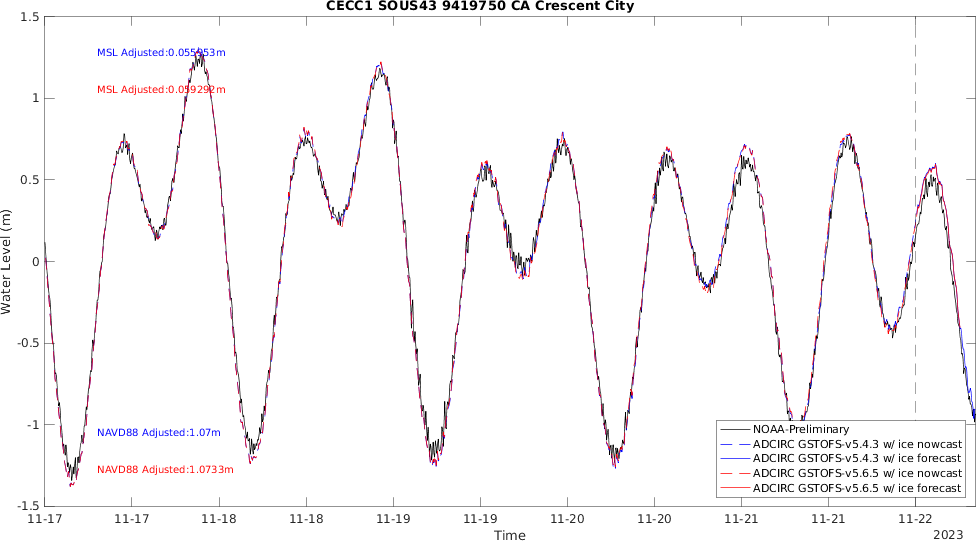 CECC1 SOUS43 9419750 CA Crescent City
1.5
1
0.5
0
-0.5
-1
-1.5
Water Level (m)
MSL Adjusted:0.055953m
MSL Adjusted:0.059292m
NAVD88 Adjusted:1.07m
NAVD88 Adjusted:1.0733m
NOAA-Preliminary
ADCIRC GSTOFS-v5.4.3 w/ ice nowcast
ADCIRC GSTOFS-v5.4.3 w/ ice forecast
ADCIRC GSTOFS-v5.6.5 w/ ice nowcast
ADCIRC GSTOFS-v5.6.5 w/ ice forecast
11-17 11-17 11-18 11-18 11-19 11-19 11-20 11-20 11-21 11-21 11-22
Time
2023